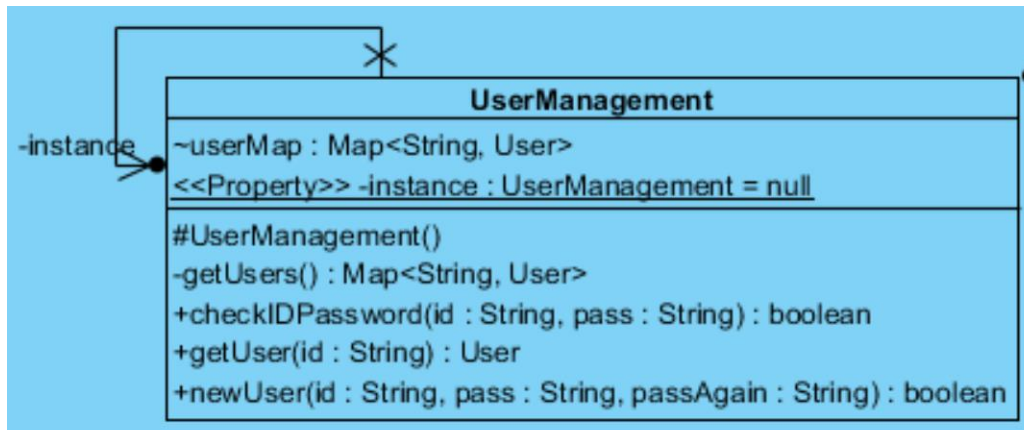 UserManagement
-instance
~userMap : Map<String, User>
<<Property>> -instance : UserManagement = null
#UserManagement()
-getUsers() : Map<String, User>
+checkIDPassword(id : String, pass : String) : boolean
+getUser(id : String) : User
+newUser(id : String, pass : String, passAgain : String) : boolean